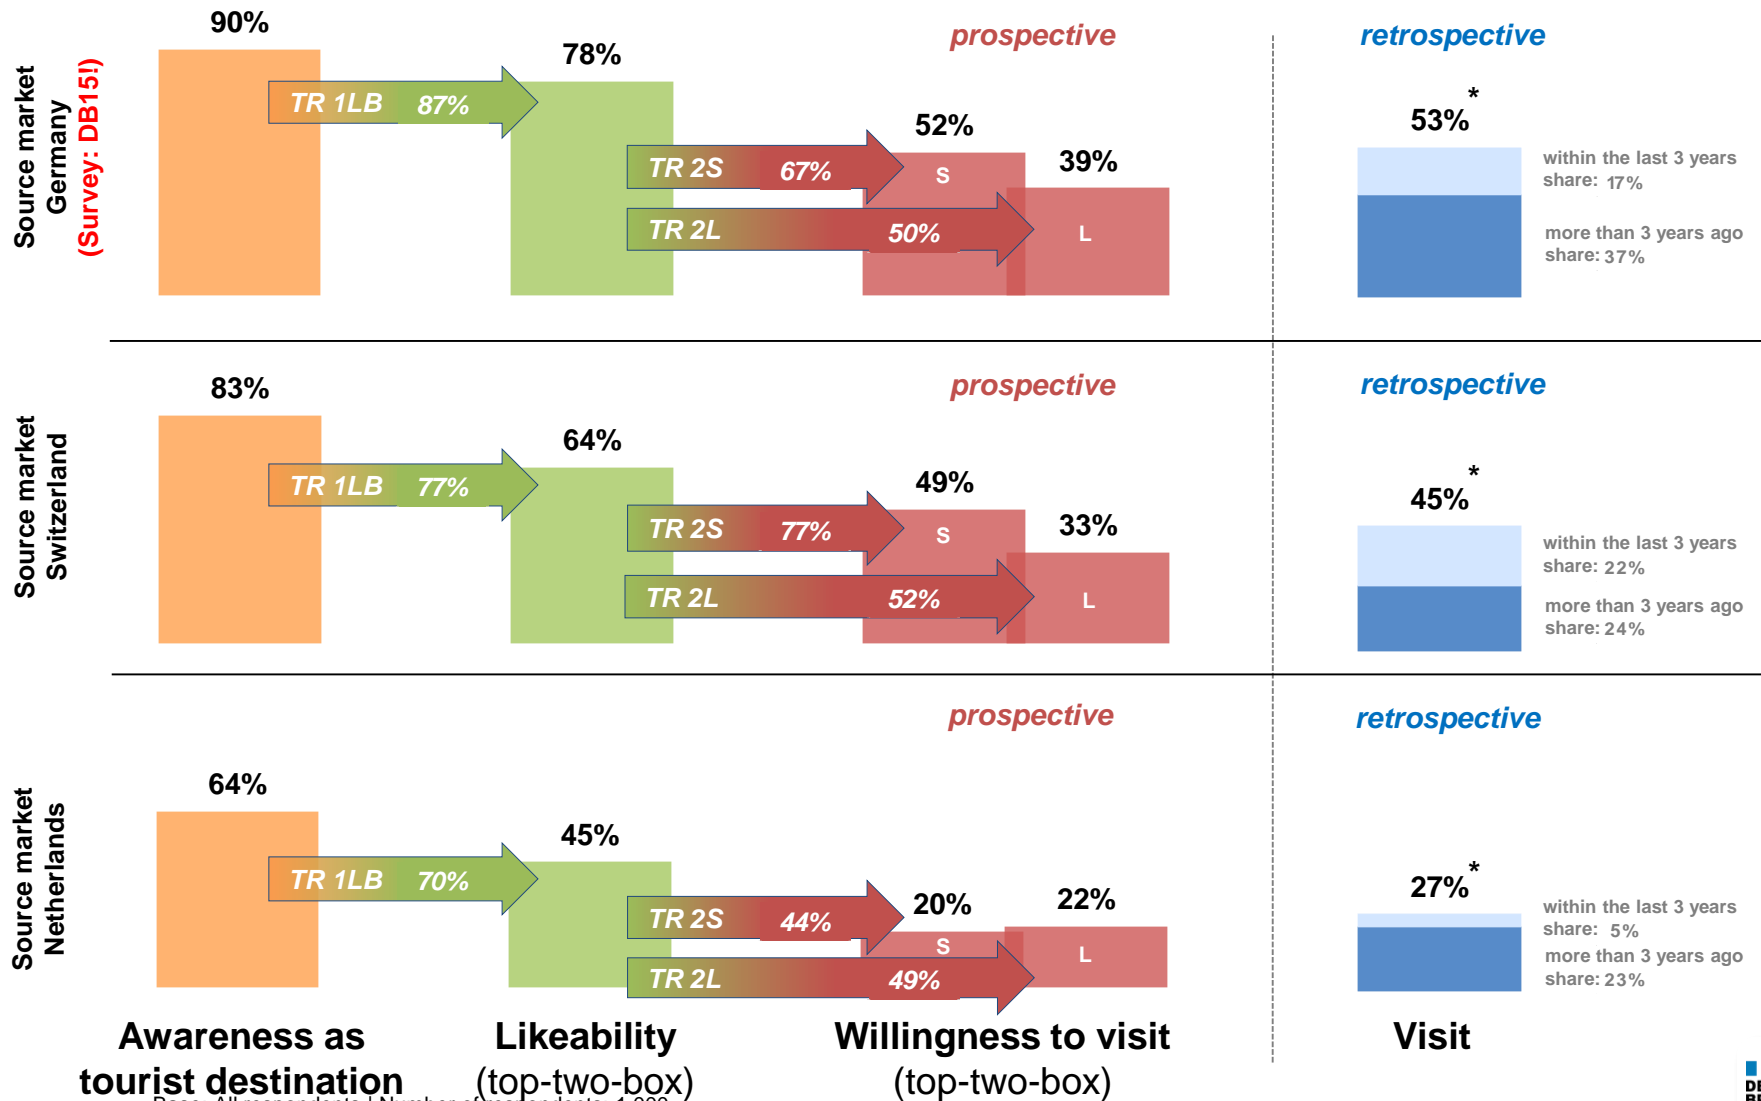 Source market
Germany
(Survey: DB15!)
90%
TR 1LB 87%
78%
TR 2S 67%
TR 2L 50%
prospective
52%
S
39%
L
retrospective
53%*
within the last 3 years
share: 17%
more than 3 years ago
share: 37%
Source market
Switzerland
83%
TR 1LB 77%
64%
TR 2S 77%
TR 2L 52%
prospective
49%
S
33%
L
retrospective
45%*
within the last 3 years
share: 22%
more than 3 years ago
share: 24%
Source market
Netherlands
64%
TR 1LB 70%
45%
TR 2S 44%
TR 2L 49%
prospective
20%
S
22%
L
retrospective
27%*
within the last 3 years
share: 5%
more than 3 years ago
share: 23%
Awareness as
tourist destination
Likeability
(top-two-box)
Willingness to visit
(top-two-box)
Visit